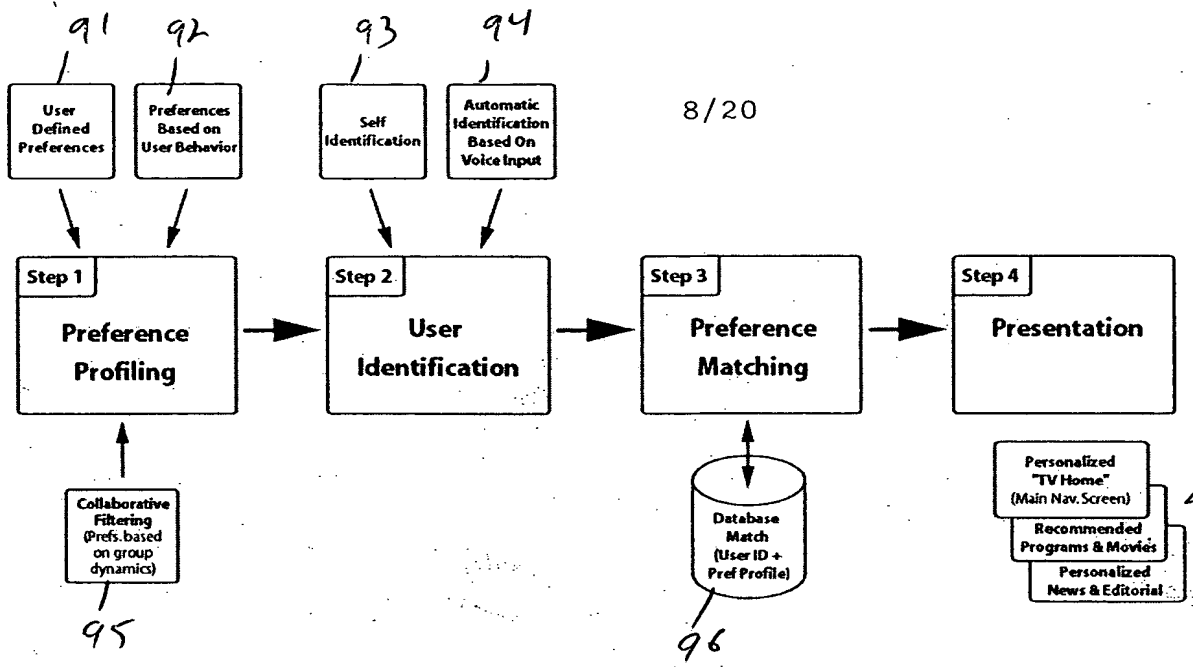 91
92
93
94
User
Defined
Preferences
Preferences
Based on
User Behavior
Self
Identification
Automatic
Identification
Based On
Voice Input
8/20
Step 1
Preference
Profiling
Step 2
User
Identification
Step 3
Preference
Matching
Step 4
Presentation
Collaborative
Filtering
(Prefs. based
on group
dynamics)
95
Database
Match
(User ID +
Pref Profile)
96
Personalized
"TV Home"
(Main Nav. Screen)
Recommended
Programs & Movies
Personalized
News & Editorial